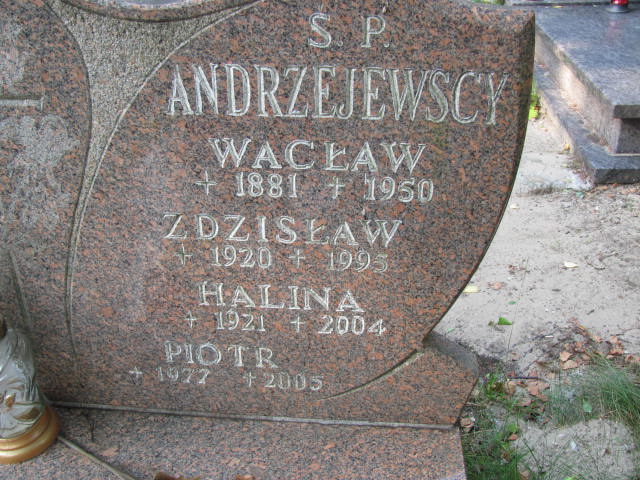 Ś. P.
ANDRZEJEWSCY
WACŁAW
+ 1881 + 1950
ZDZISŁAW
+ 1920 + 1995
HALINA
+ 1921 + 2004
PIOTR
+ 1977 + 2005